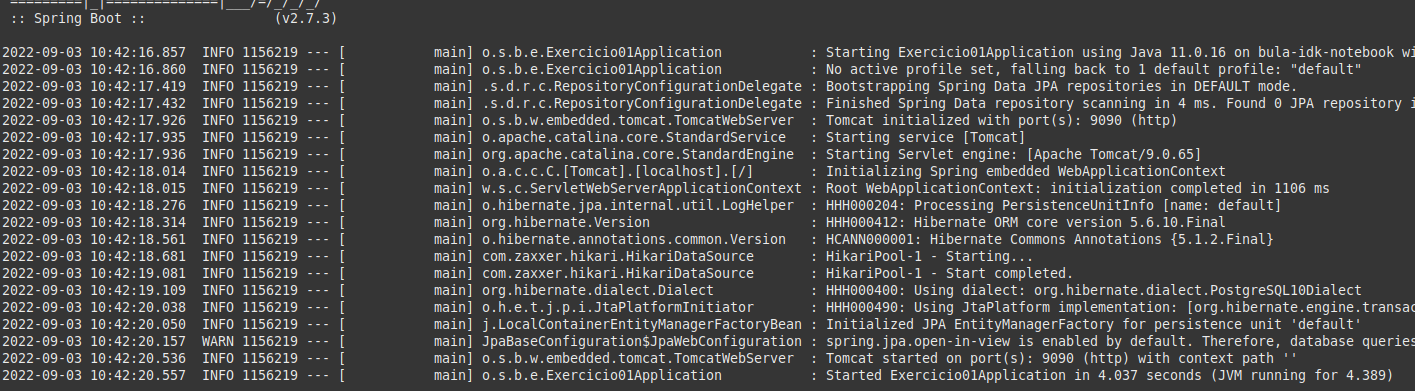 =========|_|==============|___/=/_/_/_/
:: Spring Boot ::                (v2.7.3)
2022-09-03 10:42:16.857  INFO 1156219 --- [           main] o.s.b.e.Exercicio01Application           : Starting Exercicio01Application using Java 11.0.16 on bula-idk-notebook wi
2022-09-03 10:42:16.860  INFO 1156219 --- [           main] o.s.b.e.Exercicio01Application           : No active profile set, falling back to 1 default profile: "default"
2022-09-03 10:42:17.419  INFO 1156219 --- [           main] .s.d.r.c.RepositoryConfigurationDelegate : Bootstrapping Spring Data JPA repositories in DEFAULT mode.
2022-09-03 10:42:17.432  INFO 1156219 --- [           main] .s.d.r.c.RepositoryConfigurationDelegate : Finished Spring Data repository scanning in 4 ms. Found 0 JPA repository i
2022-09-03 10:42:17.926  INFO 1156219 --- [           main] o.s.b.w.embedded.tomcat.TomcatWebServer  : Tomcat initialized with port(s): 9090 (http)
2022-09-03 10:42:17.935  INFO 1156219 --- [           main] o.apache.catalina.core.StandardService   : Starting service [Tomcat]
2022-09-03 10:42:17.936  INFO 1156219 --- [           main] org.apache.catalina.core.StandardEngine  : Starting Servlet engine: [Apache Tomcat/9.0.65]
2022-09-03 10:42:18.014  INFO 1156219 --- [           main] o.a.c.c.C.[Tomcat].[localhost].[/]       : Initializing Spring embedded WebApplicationContext
2022-09-03 10:42:18.015  INFO 1156219 --- [           main] w.s.c.ServletWebServerApplicationContext : Root WebApplicationContext: initialization completed in 1106 ms
2022-09-03 10:42:18.276  INFO 1156219 --- [           main] o.hibernate.jpa.internal.util.LogHelper  : HHH000204: Processing PersistenceUnitInfo [name: default]
2022-09-03 10:42:18.314  INFO 1156219 --- [           main] org.hibernate.Version                    : HHH000412: Hibernate ORM core version 5.6.10.Final
2022-09-03 10:42:18.561  INFO 1156219 --- [           main] o.hibernate.annotations.common.Version   : HCANN000001: Hibernate Commons Annotations {5.1.2.Final}
2022-09-03 10:42:18.681  INFO 1156219 --- [           main] com.zaxxer.hikari.HikariDataSource       : HikariPool-1 - Starting...
2022-09-03 10:42:19.081  INFO 1156219 --- [           main] com.zaxxer.hikari.HikariDataSource       : HikariPool-1 - Start completed.
2022-09-03 10:42:19.109  INFO 1156219 --- [           main] org.hibernate.dialect.Dialect            : HHH000400: Using dialect: org.hibernate.dialect.PostgreSQL10Dialect
2022-09-03 10:42:20.038  INFO 1156219 --- [           main] o.h.e.t.j.p.i.JtaPlatformInitiator       : HHH000490: Using JtaPlatform implementation: [org.hibernate.engine.transac
2022-09-03 10:42:20.050  INFO 1156219 --- [           main] j.LocalContainerEntityManagerFactoryBean : Initialized JPA EntityManagerFactory for persistence unit 'default'
2022-09-03 10:42:20.157  WARN 1156219 --- [           main] JpaBaseConfiguration$JpaWebConfiguration : spring.jpa.open-in-view is enabled by default. Therefore, database queries
2022-09-03 10:42:20.536  INFO 1156219 --- [           main] o.s.b.w.embedded.tomcat.TomcatWebServer  : Tomcat started on port(s): 9090 (http) with context path ''
2022-09-03 10:42:20.557  INFO 1156219 --- [           main] o.s.b.e.Exercicio01Application           : Started Exercicio01Application in 4.037 seconds (JVM running for 4.389)